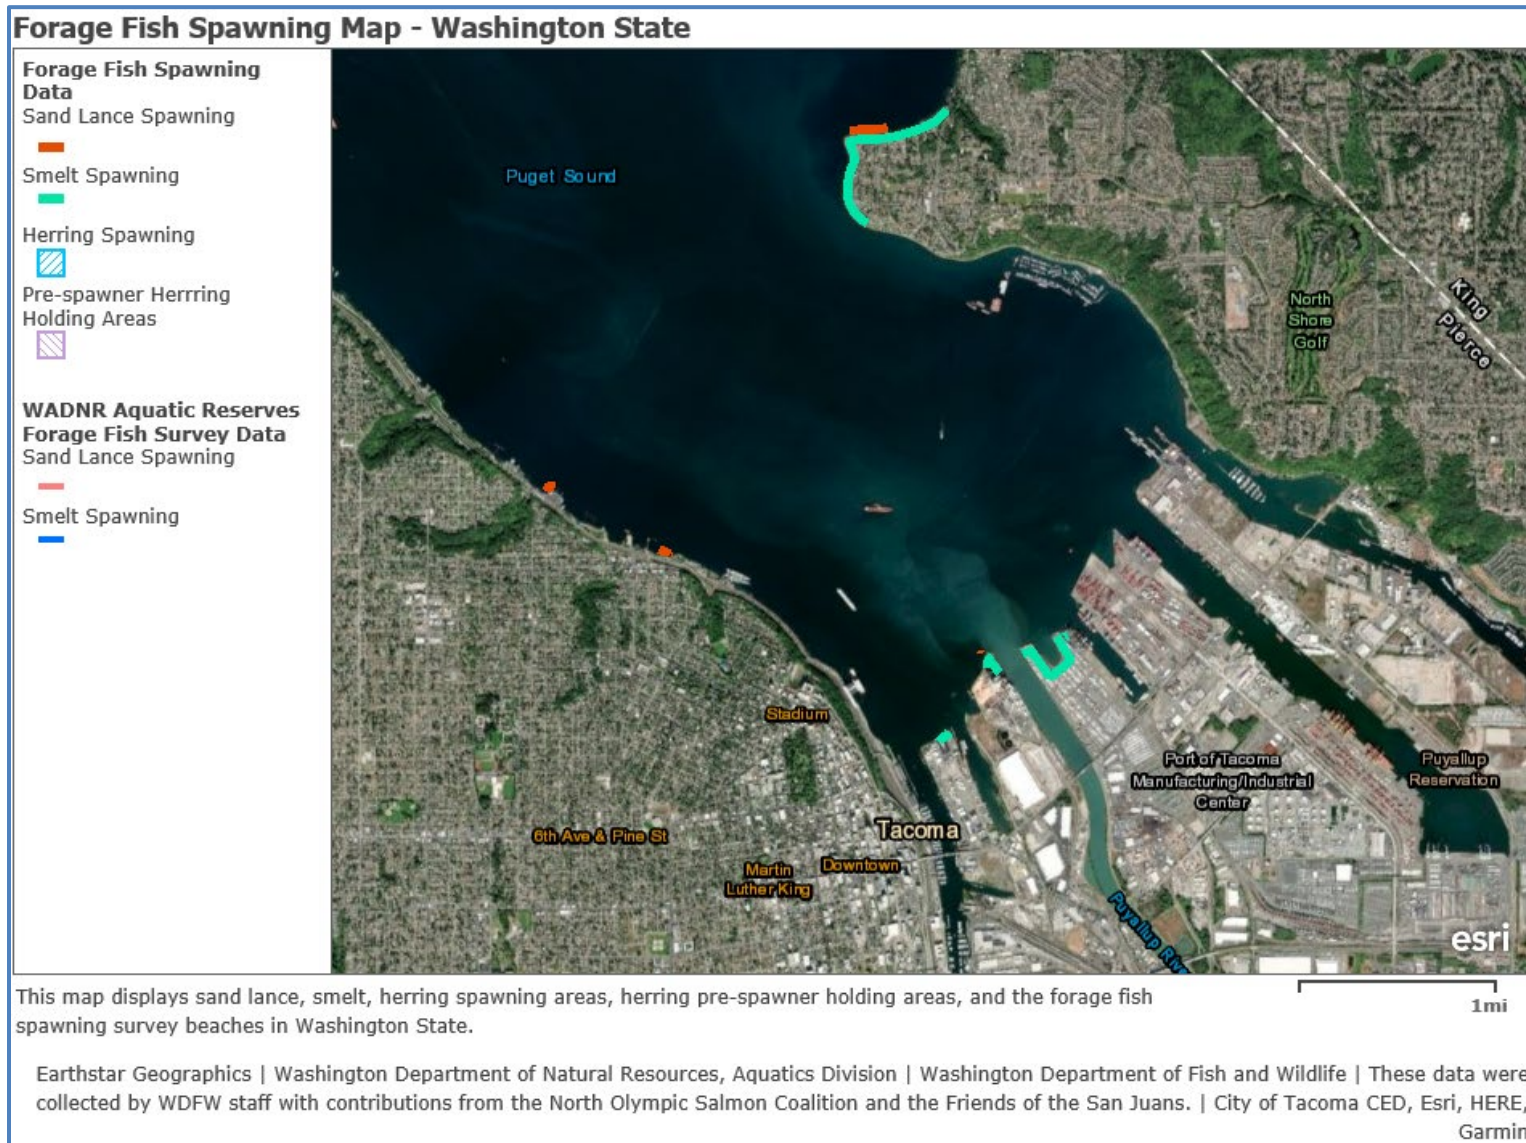 Forage Fish Spawning Map - Washington State
Forage Fish Spawning
Data
Sand Lance Spawning
Smelt Spawning
Herring Spawning
Pre-spawner Herrring
Holding Areas
WADNR Aquatic Reserves
Forage Fish Survey Data
Sand Lance Spawning
Smelt Spawning
Puget Sound
North
Shore
Golf
King
Pierce
Stadium
6th Ave & Pine St
Martin
Luther King
Downtown
Tacoma
Port of Tacoma
Manufacturing/Industrial
Center
Puyallup
Reservation
Puyallup River
esri
This map displays sand lance, smelt, herring spawning areas, herring pre-spawner holding areas, and the forage fish
spawning survey beaches in Washington State.
1mi
Earthstar Geographics | Washington Department of Natural Resources, Aquatics Division | Washington Department of Fish and Wildlife | These data were
collected by WDFW staff with contributions from the North Olympic Salmon Coalition and the Friends of the San Juans. | City of Tacoma CED, Esri, HERE,
Garmin